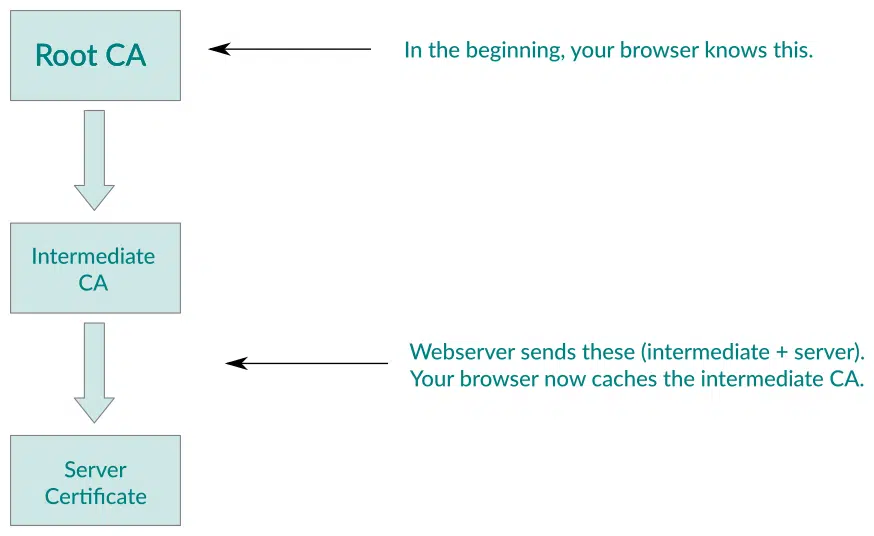 Root CA
In the beginning, your browser knows this.
Intermediate
CA
Webserver sends these (intermediate + server).
Your browser now caches the intermediate CA.
Server
Certificate